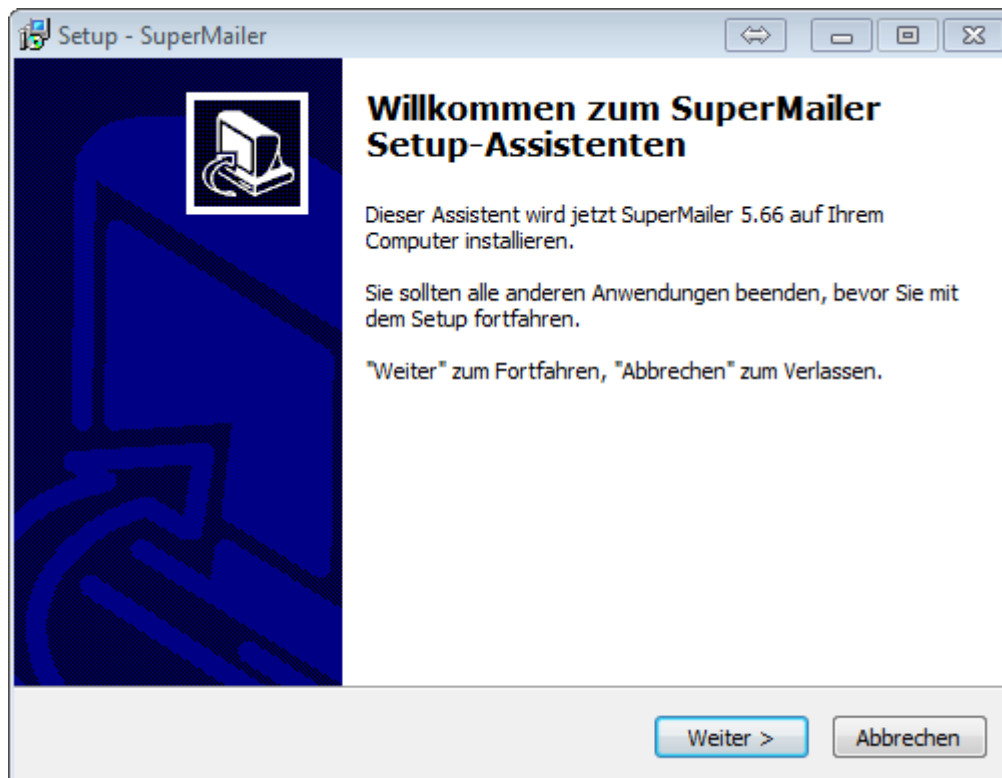 Setup - SuperMailer
Willkommen zum SuperMailer
Setup-Assistenten
Dieser Assistent wird jetzt SuperMailer 5.66 auf Ihrem
Computer installieren.
Sie sollten alle anderen Anwendungen beenden, bevor Sie mit
dem Setup fortfahren.
"Weiter" zum Fortfahren, "Abbrechen" zum Verlassen.
Weiter >
Abbrechen